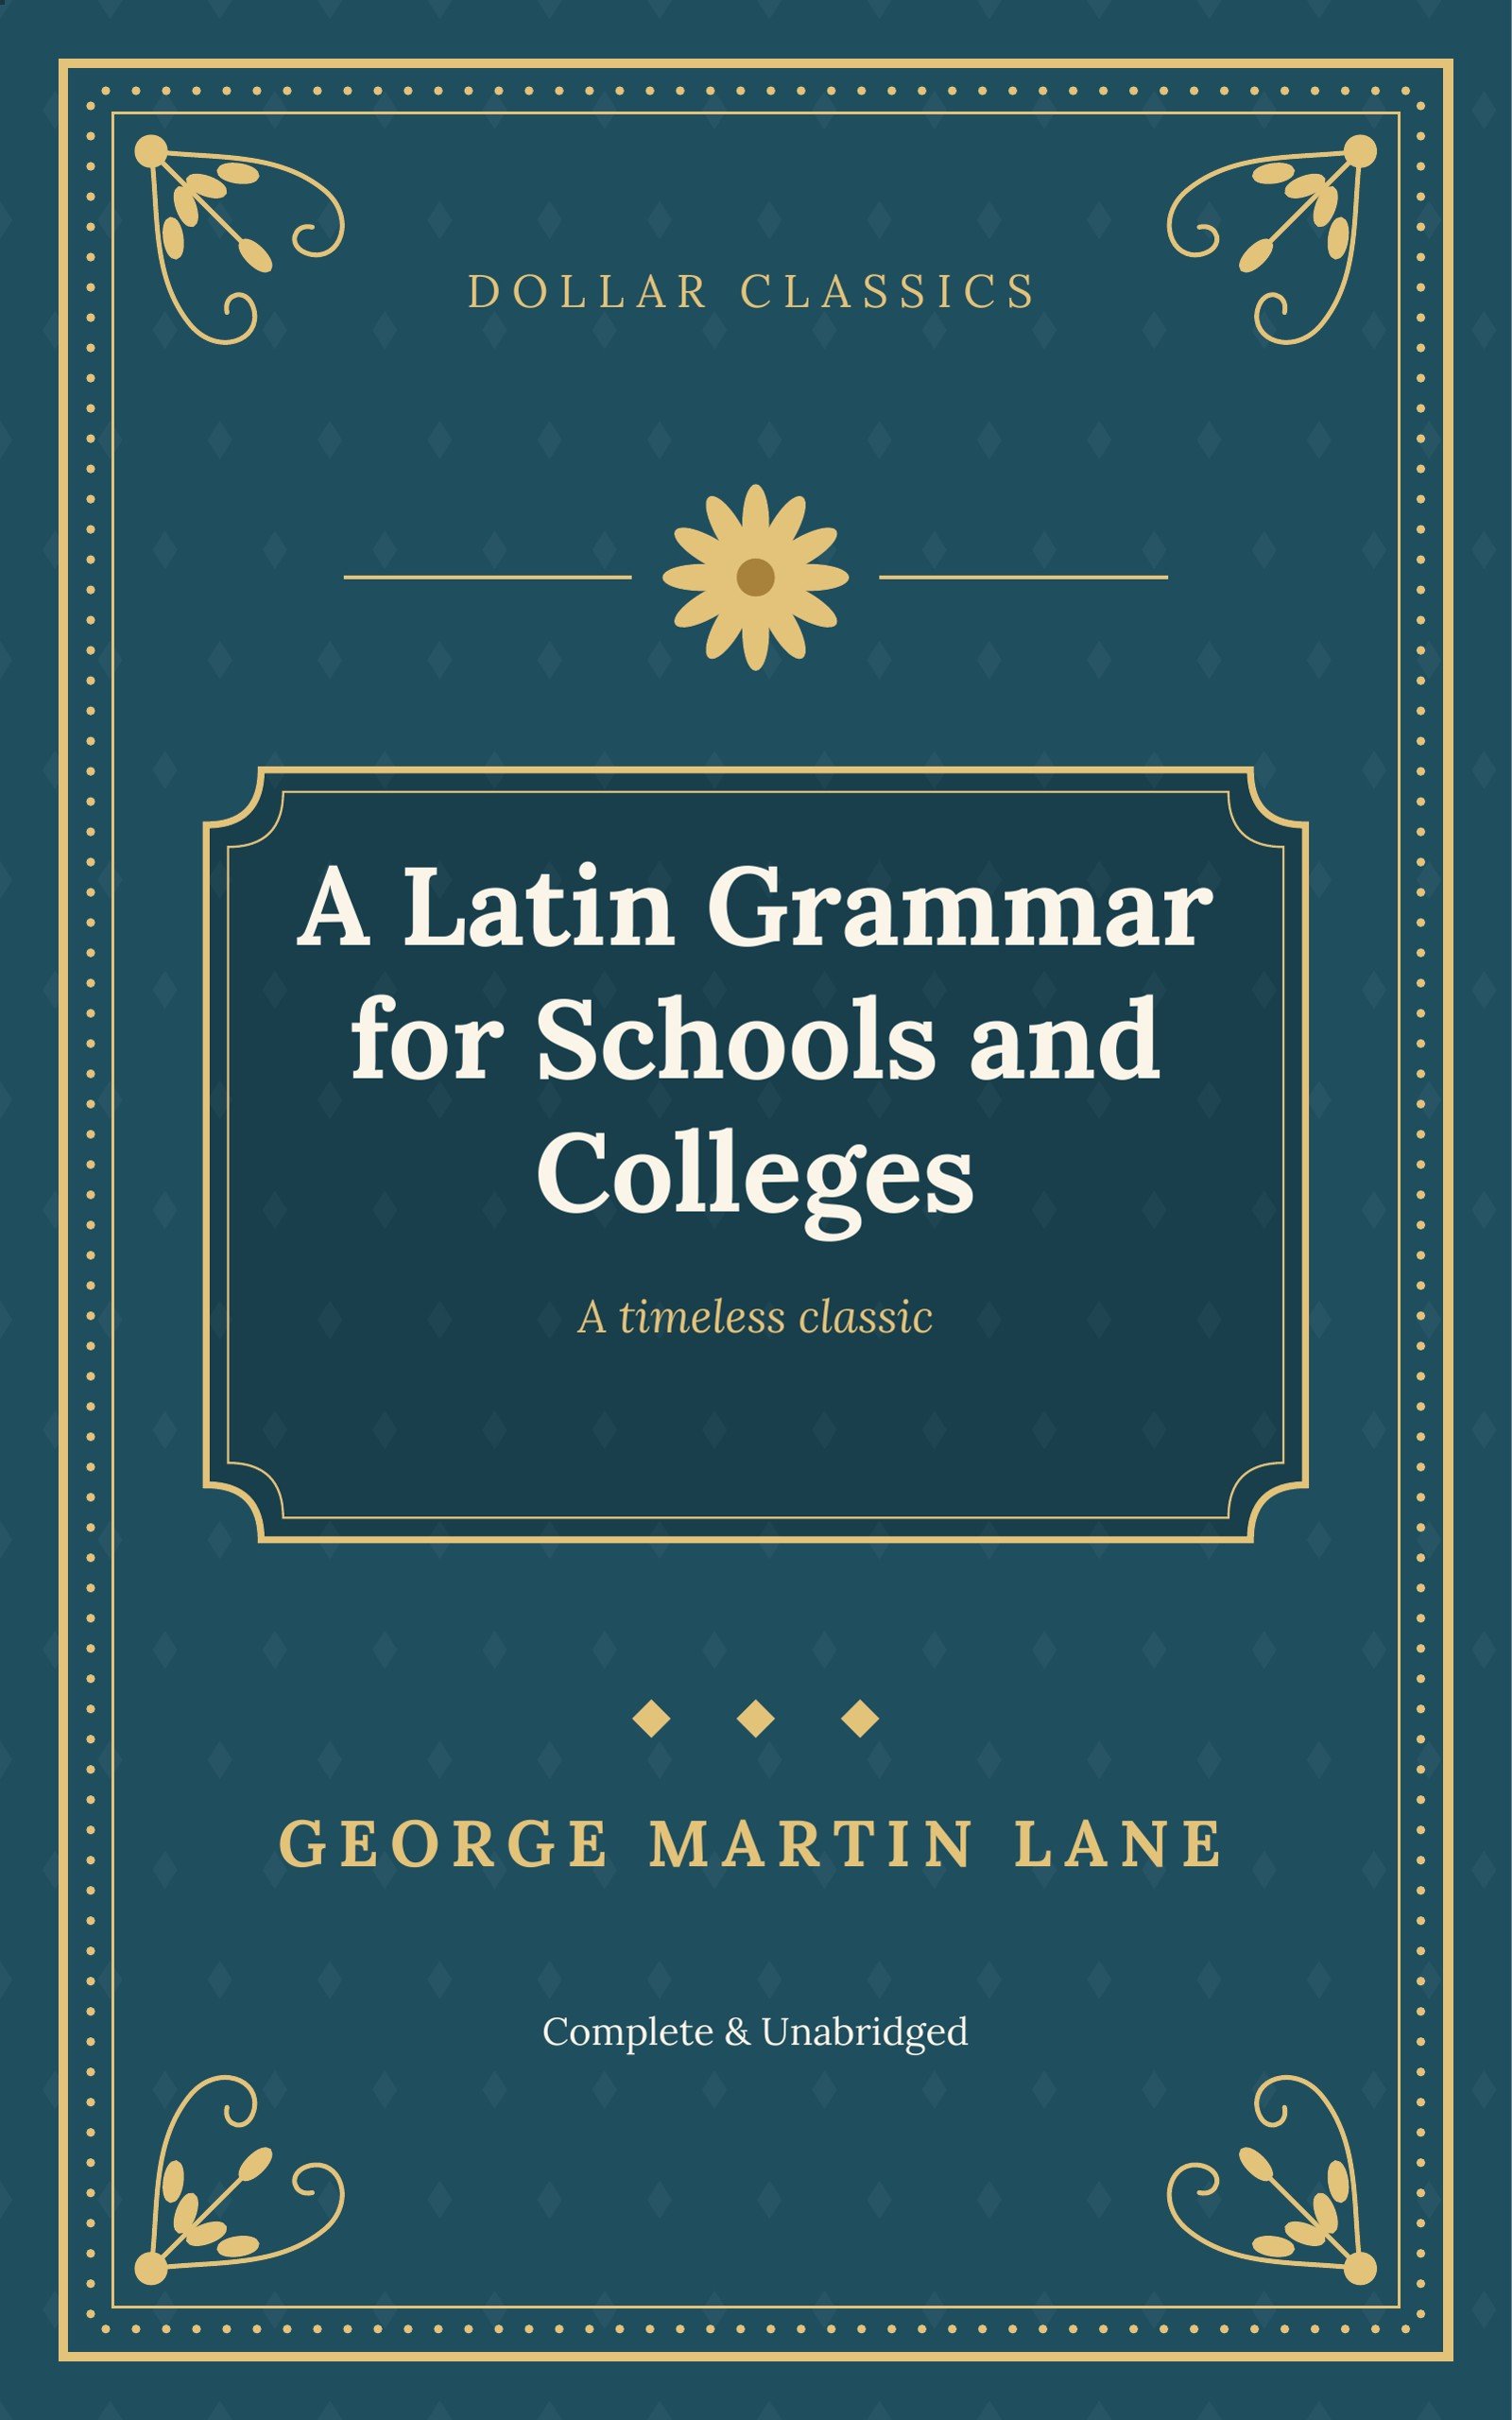 DOLLAR CLASSICS
A Latin Grammar
for Schools and
Colleges
A timeless classic
GEORGE MARTIN LANE
Complete & Unabridged